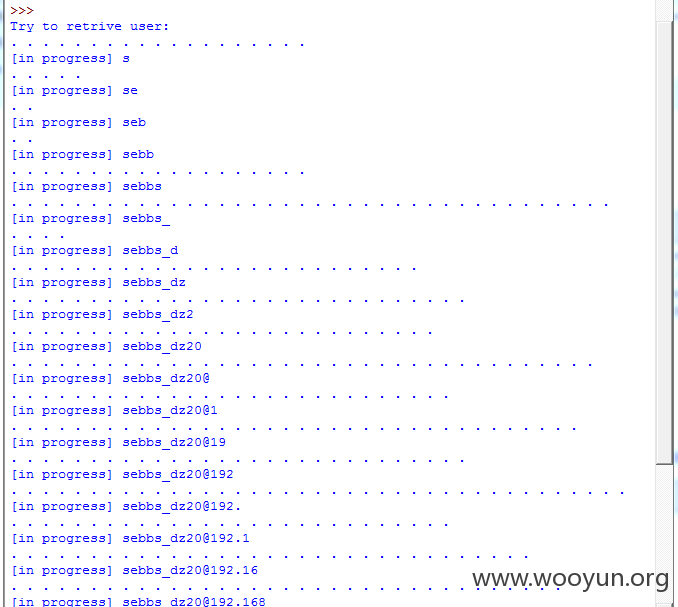 >>>
Try to retrive user:
. . . . . . . . . . . . . . . . . . .
[in progress] s
. . . . .
[in progress] se
. .
[in progress] seb
. .
[in progress] sebb
. . . . . . . . . . . . . . . . . . .
[in progress] sebbs
. . . . . . . . . . . . . . . . . . . . . . . . . . . . . . . . . . . . . .
[in progress] sebbs_
. . . .
[in progress] sebbs_d
. . . . . . . . . . . . . . . . . . . . . . . . . .
[in progress] sebbs_dz
. . . . . . . . . . . . . . . . . . . . . . . . . . . . .
[in progress] sebbs_dz2
. . . . . . . . . . . . . . . . . . . . . . . . . . .
[in progress] sebbs_dz20
. . . . . . . . . . . . . . . . . . . . . . . . . . . . . . . . . . . . .
[in progress] sebbs_dz20@
. . . . . . . . . . . . . . . . . . . . . . . . . . . .
[in progress] sebbs_dz20@1
. . . . . . . . . . . . . . . . . . . . . . . . . . . . . . . . . . . .
[in progress] sebbs_dz20@19
. . . . . . . . . . . . . . . . . . . . . . . . . . . . .
[in progress] sebbs_dz20@192
. . . . . . . . . . . . . . . . . . . . . . . . . . . . . . . . . . . . . . .
[in progress] sebbs_dz20@192.
. . . . . . . . . . . . . . . . . . . . . . . . . . . .
[in progress] sebbs_dz20@192.1
. . . . . . . . . . . . . . . . . . . . . . . . . . . . . . . . .
[in progress] sebbs_dz20@192.16
. . . . . . . . . . . . . . . . . . . . . . . . . . . . . . . . . . .
[in progress] sebbs_dz20@192.168
www.wooyun.org